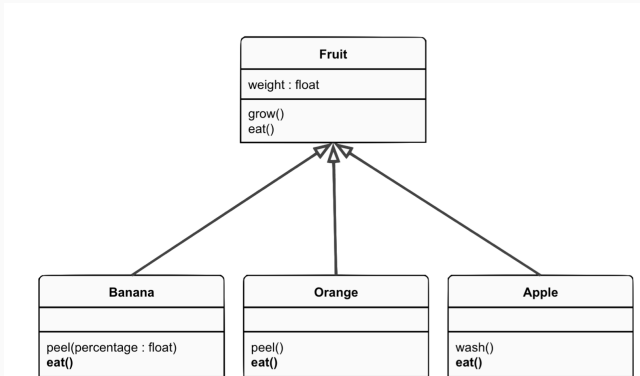 Fruit
weight : float
grow()
eat()
Banana
peel(percentage : float)
eat()
Orange
peel()
eat()
Apple
wash()
eat()